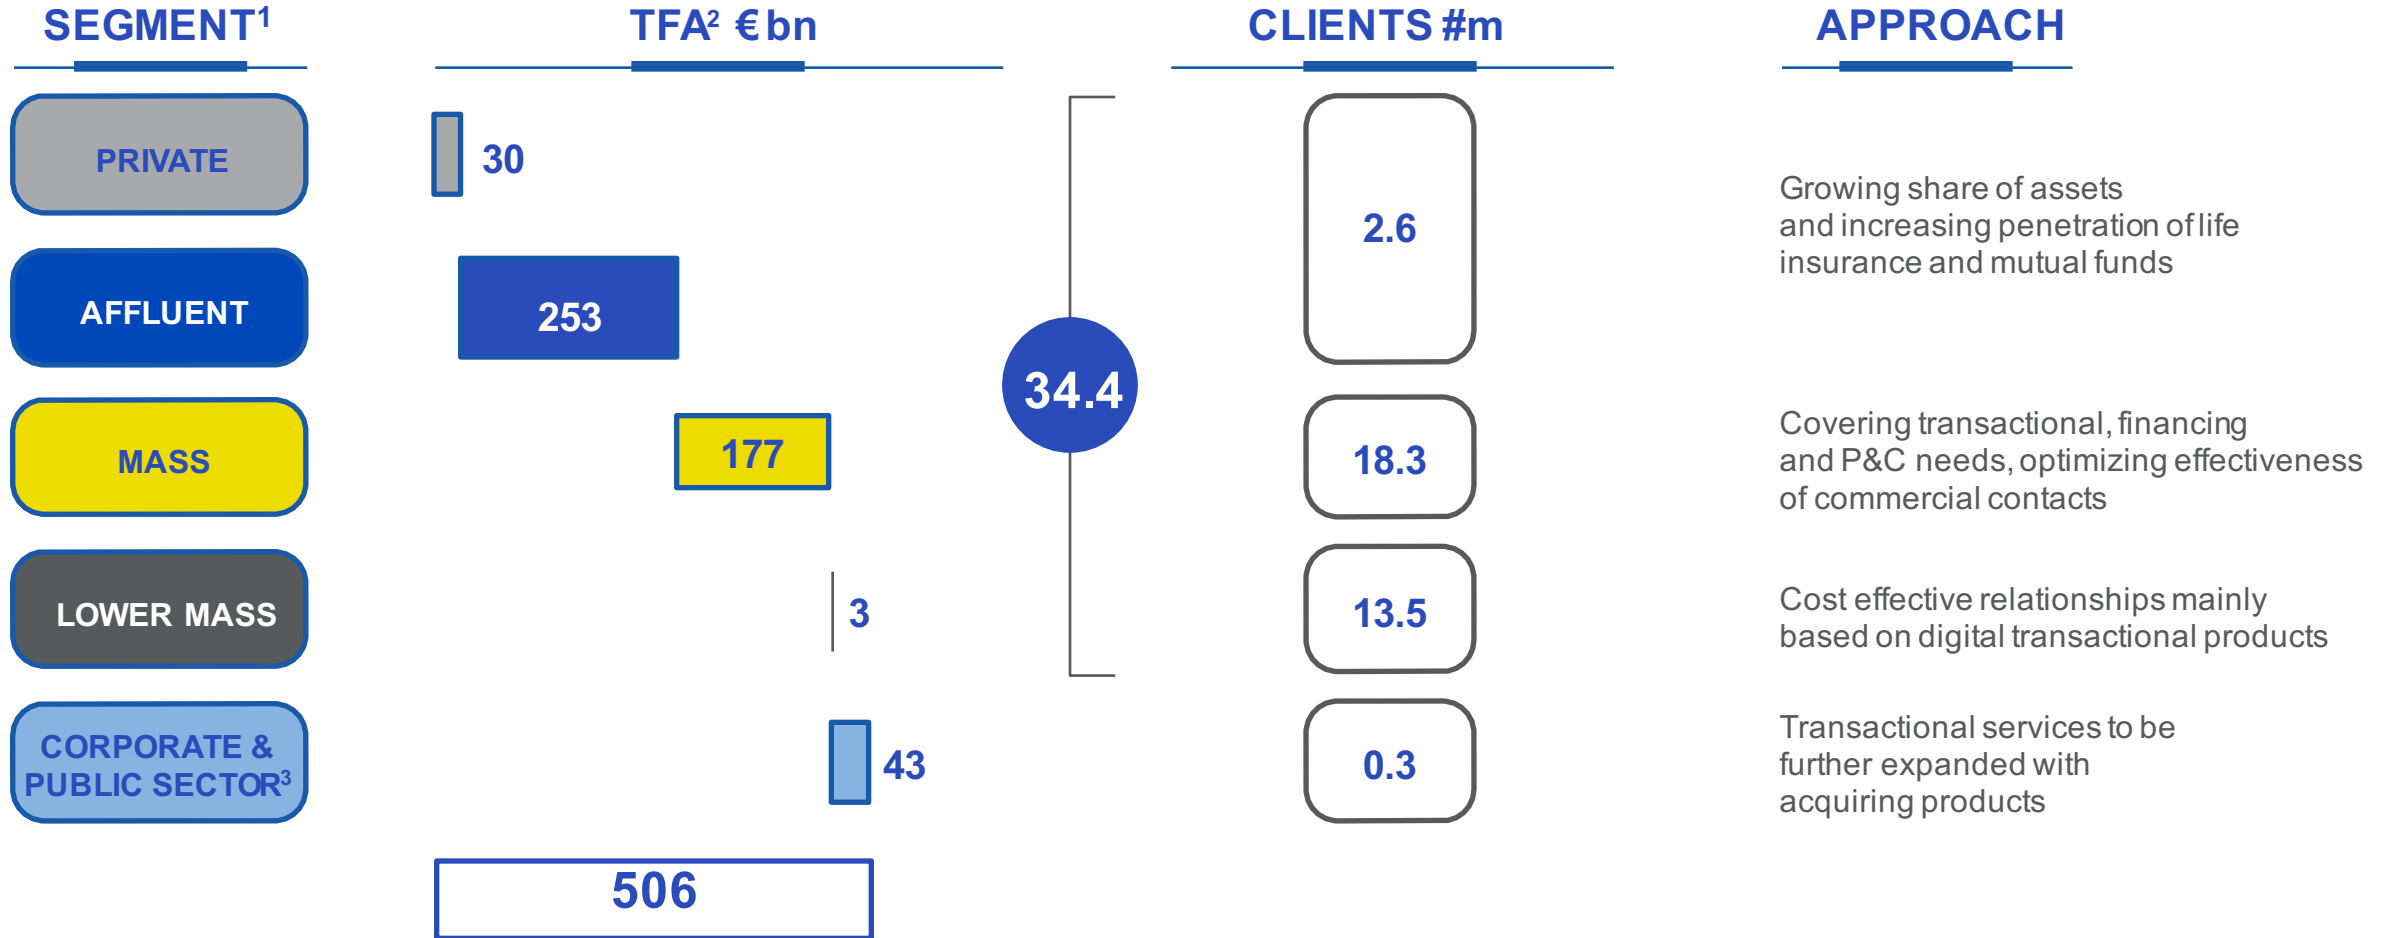 SEGMENT¹
TFA² € bn
CLIENTS #m
APPROACH
PRIVATE
30
2.6
Growing share of assets
and increasing penetration of life
insurance and mutual funds
AFFLUENT
253
34.4
MASS
177
18.3
Covering transactional, financing
and P&C needs, optimizing effectiveness
of commercial contacts
LOWER MASS
3
13.5
Cost effective relationships mainly
based on digital transactional products
CORPORATE &
PUBLIC SECTOR³
43
0.3
Transactional services to be
further expanded with
acquiring products
506